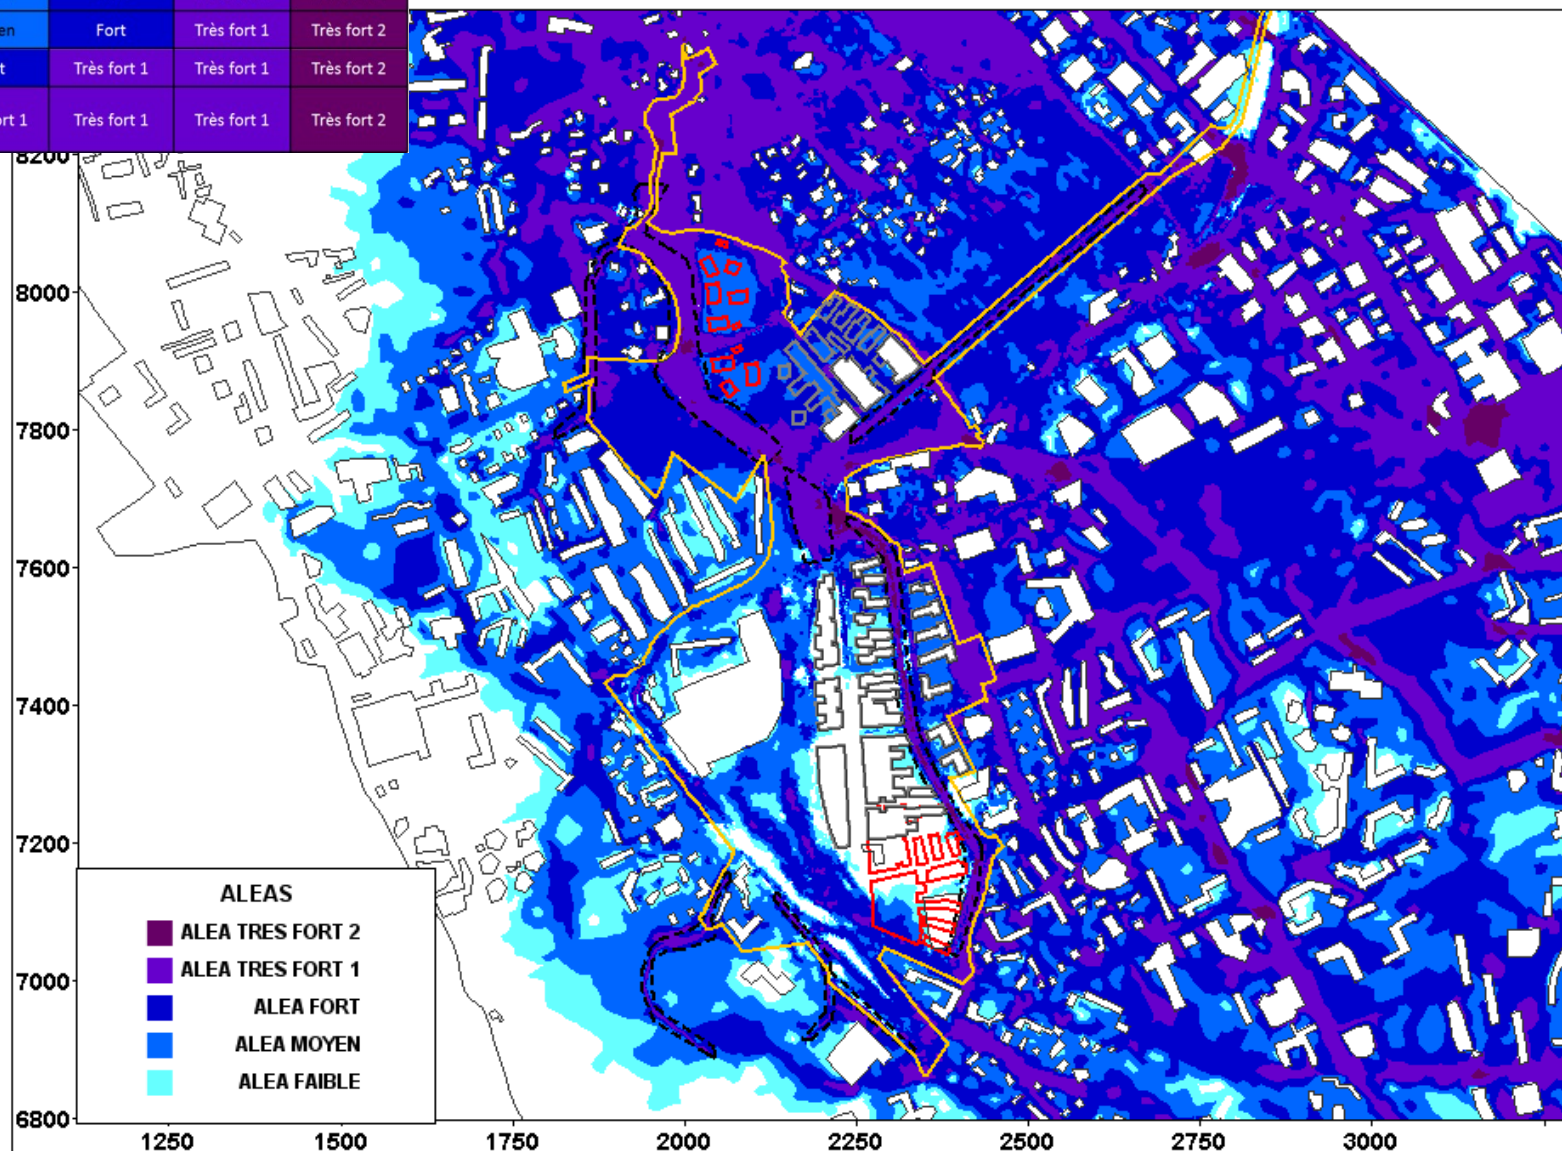 en Fort Très fort 1 Très fort 2
t Très fort 1 Très fort 1 Très fort 2
ort 1 Très fort 1 Très fort 1 Très fort 2
8200
8000
7800
7600
7400
7200
ALEAS
ALEA TRES FORT 2
ALEA TRES FORT 1
7000
ALEA FORT
ALEA MOYEN
ALEA FAIBLE
6800
1250 1500 1750 2000 2250 2500 2750 3000